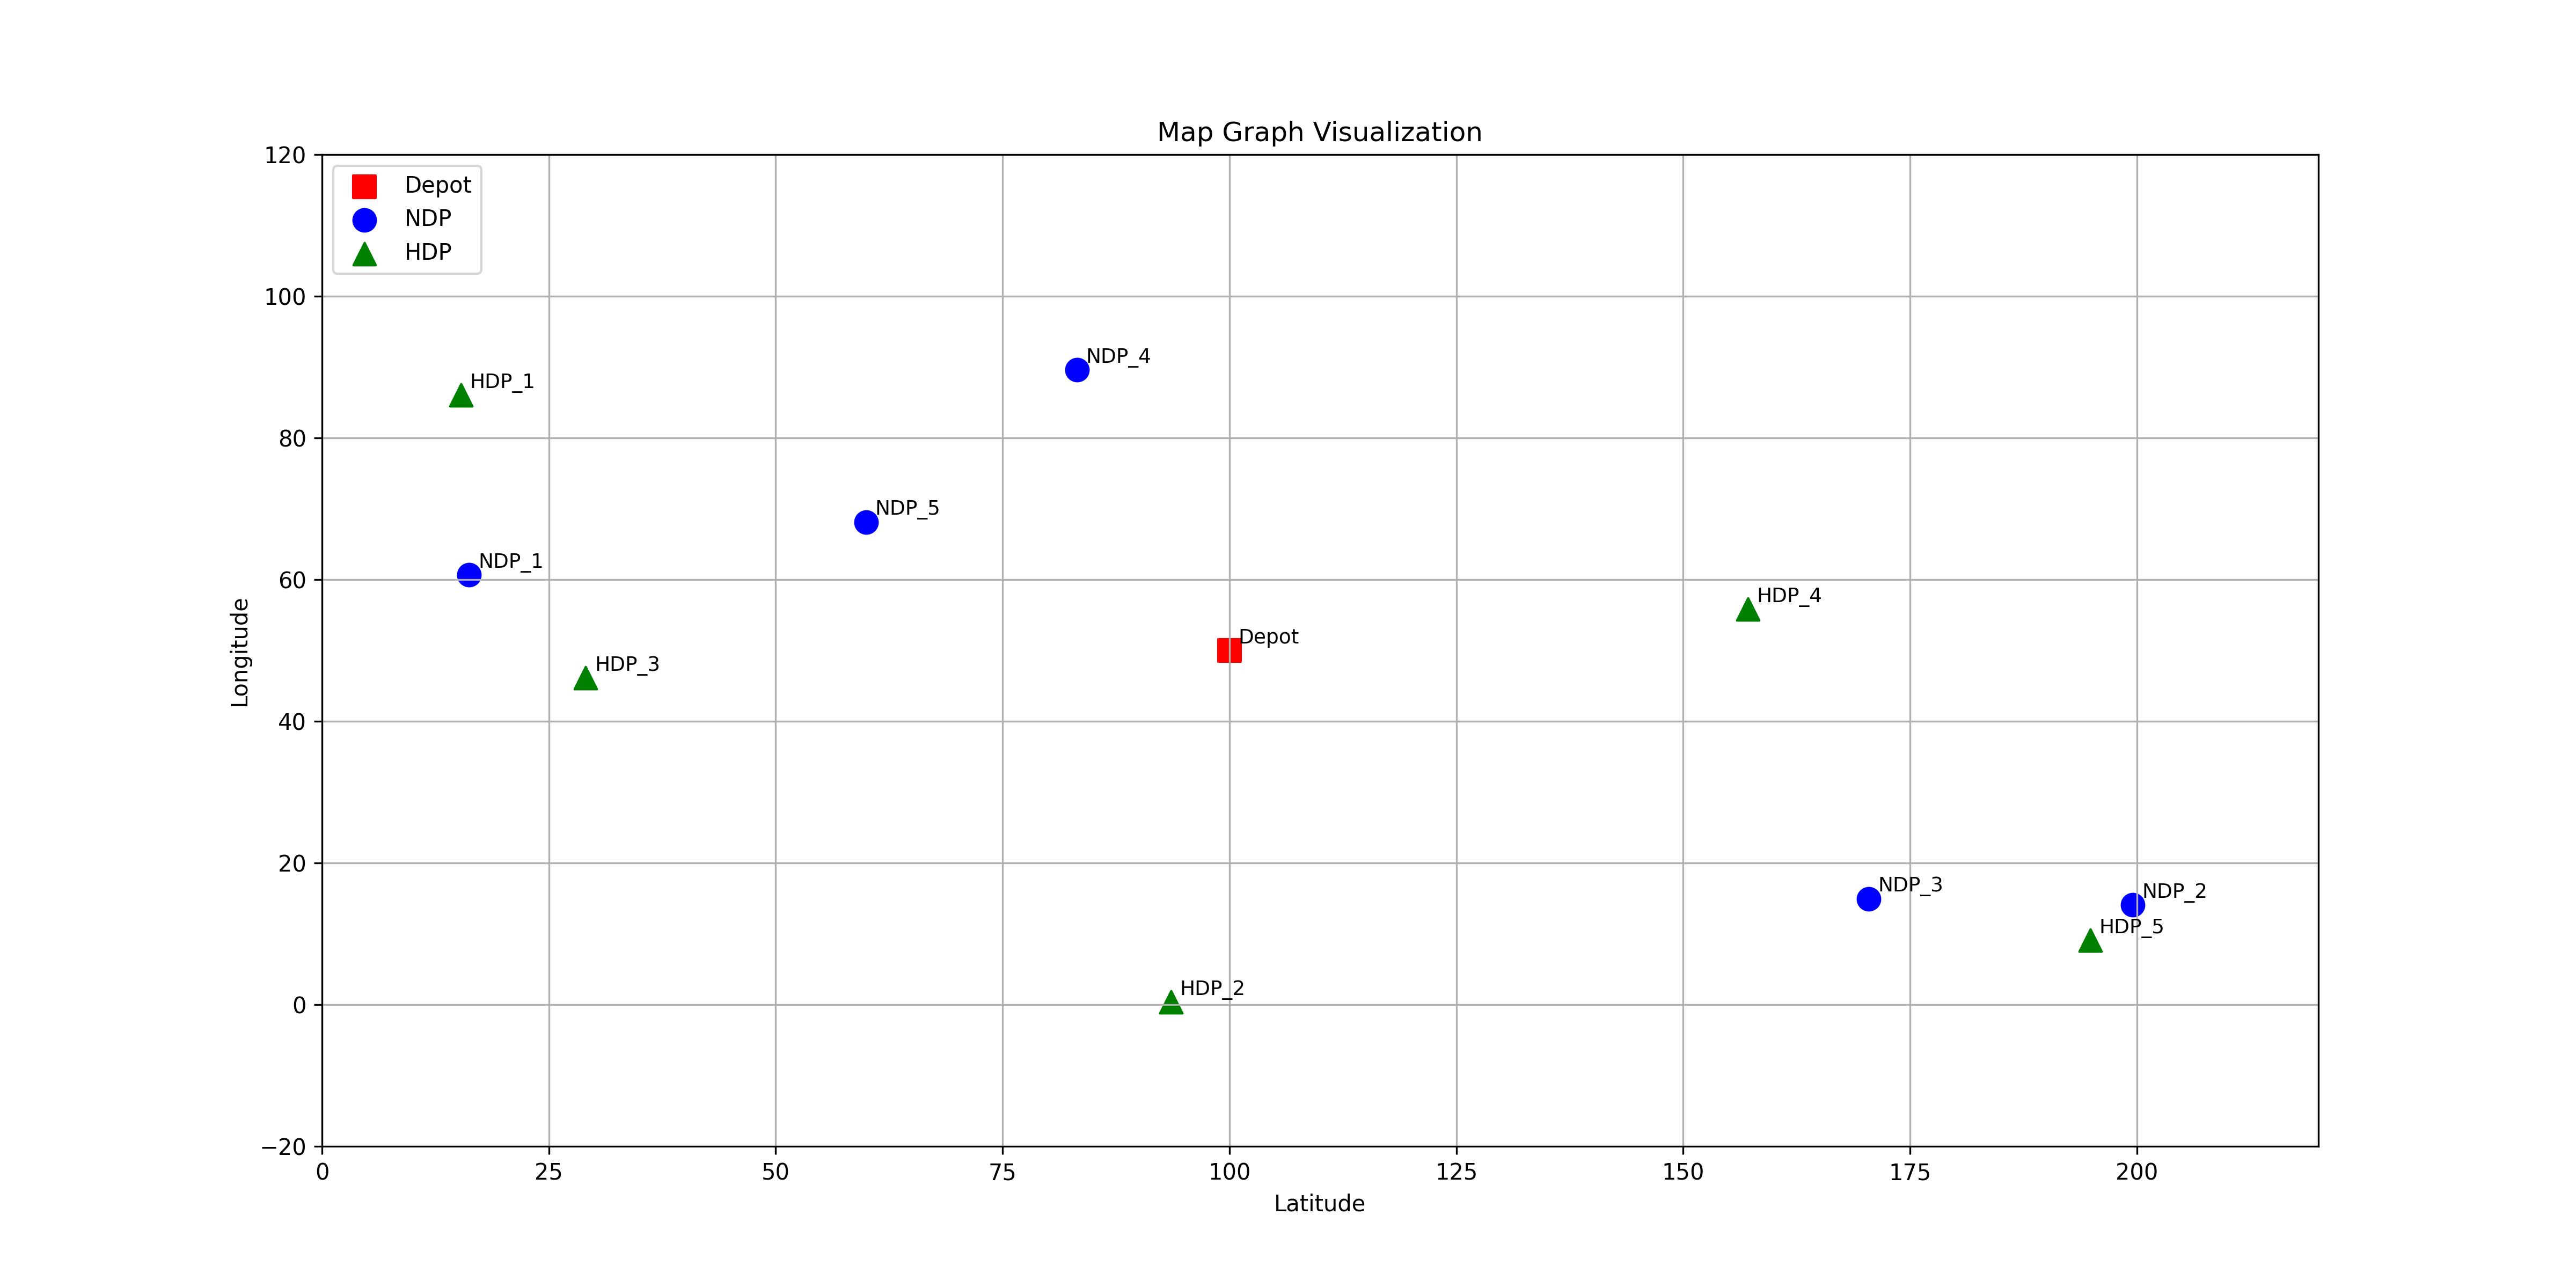 Map Graph Visualization
120
100
80
60
40
20
0
−20
Longitude
Depot
NDP
HDP
NDP_4
HDP_1
NDP_5
NDP_1
HDP_4
Depot
HDP_3
NDP_3
NDP_2
HDP_5
HDP_2
0 25 50 75 100 125 150 175 200
Latitude